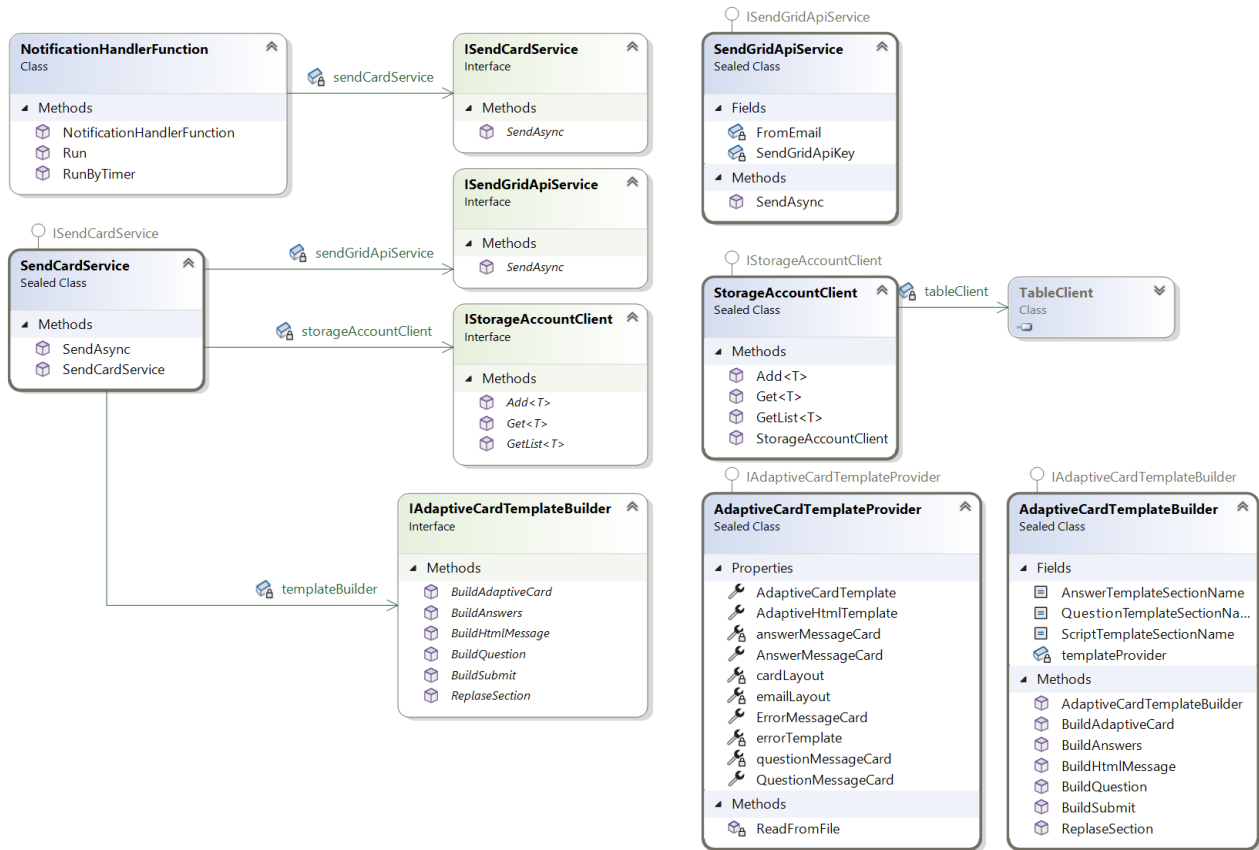 NotificationHandlerFunction
Class
Methods
NotificationHandlerFunction
Run
RunByTimer
sendCardService
ISendCardService
Interface
Methods
SendAsync
ISendGridApiService
SendGridApiService
Sealed Class
Fields
FromEmail
SendGridApiKey
Methods
SendAsync
ISendGridApiService
Interface
Methods
SendAsync
ISendCardService
SendCardService
Sealed Class
Methods
SendAsync
SendCardService
sendGridApiService
storageAccountClient
IStorageAccountClient
Interface
Methods
Add<T>
Get<T>
GetList<T>
IStorageAccountClient
StorageAccountClient
Sealed Class
Methods
Add<T>
Get<T>
GetList<T>
StorageAccountClient
tableClient
TableClient
Class
templateBuilder
IAdaptiveCardTemplateBuilder
Interface
Methods
BuildAdaptiveCard
BuildAnswers
BuildHtmlMessage
BuildQuestion
BuildSubmit
ReplaseSection
IAdaptiveCardTemplateProvider
AdaptiveCardTemplateProvider
Sealed Class
Properties
AdaptiveCardTemplate
AdaptiveHtmlTemplate
answerMessageCard
AnswerMessageCard
cardLayout
emailLayout
ErrorMessageCard
errorTemplate
questionMessageCard
QuestionMessageCard
Methods
ReadFromFile
IAdaptiveCardTemplateBuilder
AdaptiveCardTemplateBuilder
Sealed Class
Fields
AnswerTemplateSectionName
QuestionTemplateSectionNa...
ScriptTemplateSectionName
templateProvider
Methods
AdaptiveCardTemplateBuilder
BuildAdaptiveCard
BuildAnswers
BuildHtmlMessage
BuildQuestion
BuildSubmit
ReplaseSection